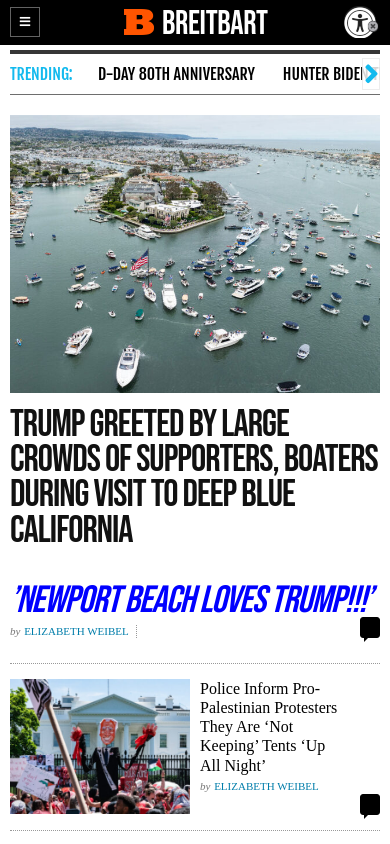 BREITBART
TRENDING: D-DAY 80TH ANNIVERSARY HUNTER BIDEN
TRUMP GREETED BY LARGE
CROWDS OF SUPPORTERS, BOATERS
DURING VISIT TO DEEP BLUE
CALIFORNIA
’NEWPORT BEACH LOVES TRUMP!!!’
by ELIZABETH WEIBEL
Police Inform Pro-
Palestinian Protesters
They Are ‘Not
Keeping’ Tents ‘Up
All Night’
by ELIZABETH WEIBEL